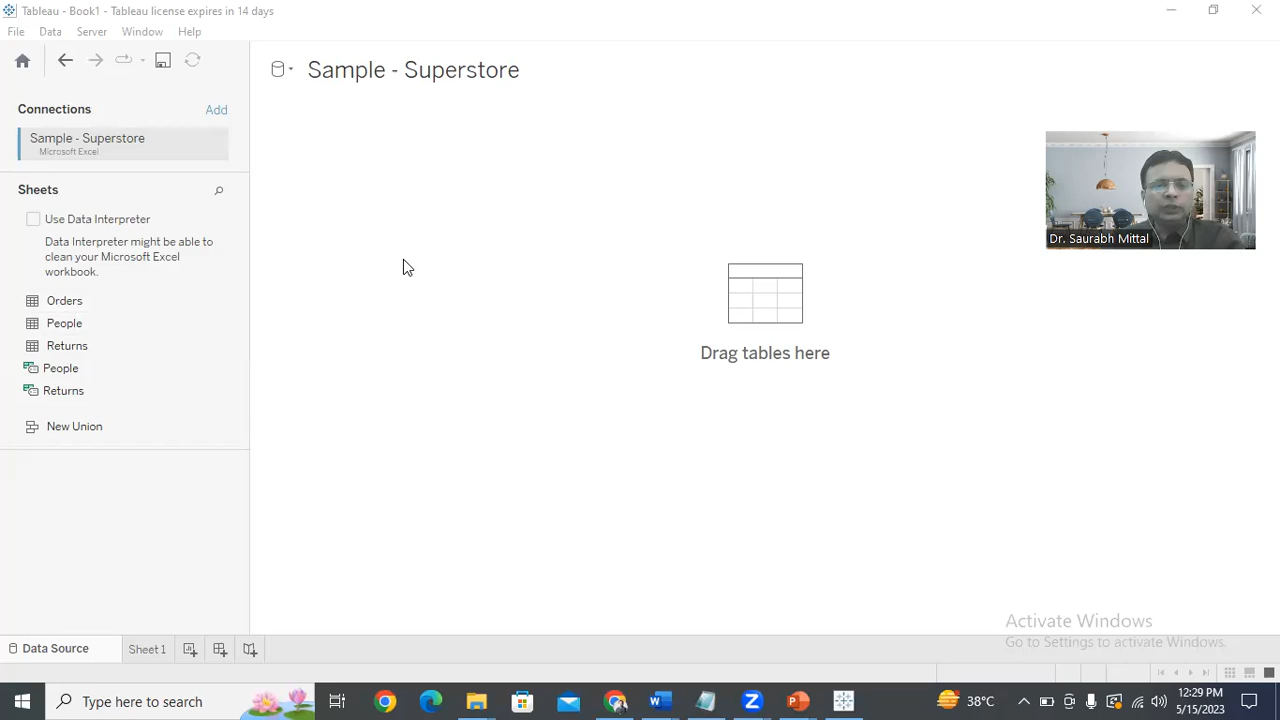 Tableau - Book1 - Tableau license expires in 14 days
File Data Server Window Help
Sample - Superstore
Connections Add
Sample - Superstore
Microsoft Excel
Sheets
Use Data Interpreter
Data Interpreter might be able to
clean your Microsoft Excel
workbook.
Orders
People
Returns
People
Returns
New Union
Dr. Saurabh Mittal
Drag tables here
Activate Windows
Go to Settings to activate Windows.
Data Source Sheet 1
Type here to search
38°C
12:29 PM
5/15/2023